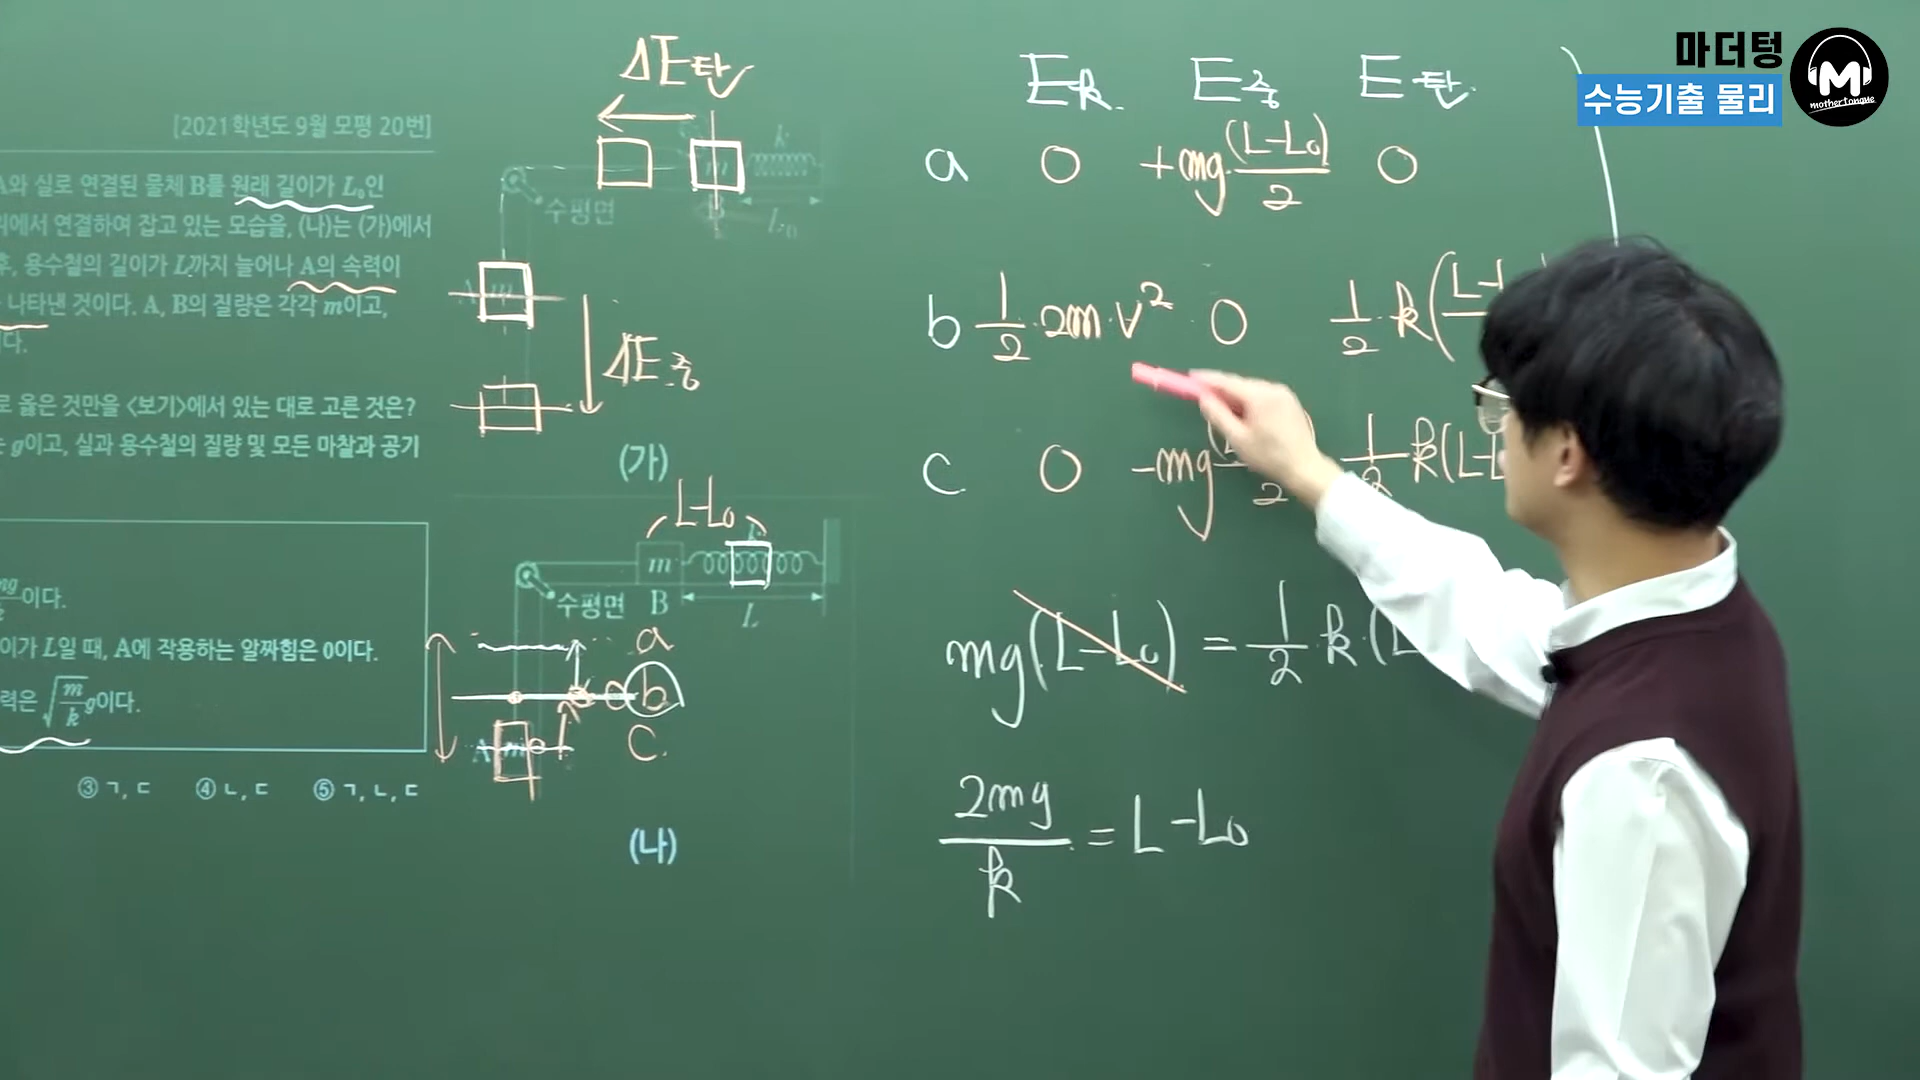 마더텅
수능기출 물리
mothertongue
[2021학년도 9월 모평 20번]
A와 실로 연결된 물체 B를 원래 길이가 L₀인
위에서 연결하여 잡고 있는 모습을, (나)는 (가)에서
후, 용수철의 길이가 L까지 늘어나 A의 속력이
나타낸 것이다. A, B의 질량은 각각 m이고,
다.
로 옳은 것만을 <보기>에서 있는 대로 고른 것은?
는 g이고, 실과 용수철의 질량 및 모든 마찰과 공기
mg/k 이다.
이가 L일 때, A에 작용하는 알짜힘은 0이다.
력은 √(m/k) g이다.
③ ㄱ, ㄷ ④ ㄴ, ㄷ ⑤ ㄱ, ㄴ, ㄷ
ΔE탄
m k
수평면 L₀
A m
ΔE중
(가)
L-L₀
m
수평면 B L
a
b
c
A m
(나)
Ek E중 E탄
a 0 +mg(L-L₀)/2 0
b 1/2·2m·v² 0 1/2·k(L-
c 0 -mg 2 1/2 k(L-L
mg(L-L₀) = 1/2 k·(L
2mg/k = L-L₀